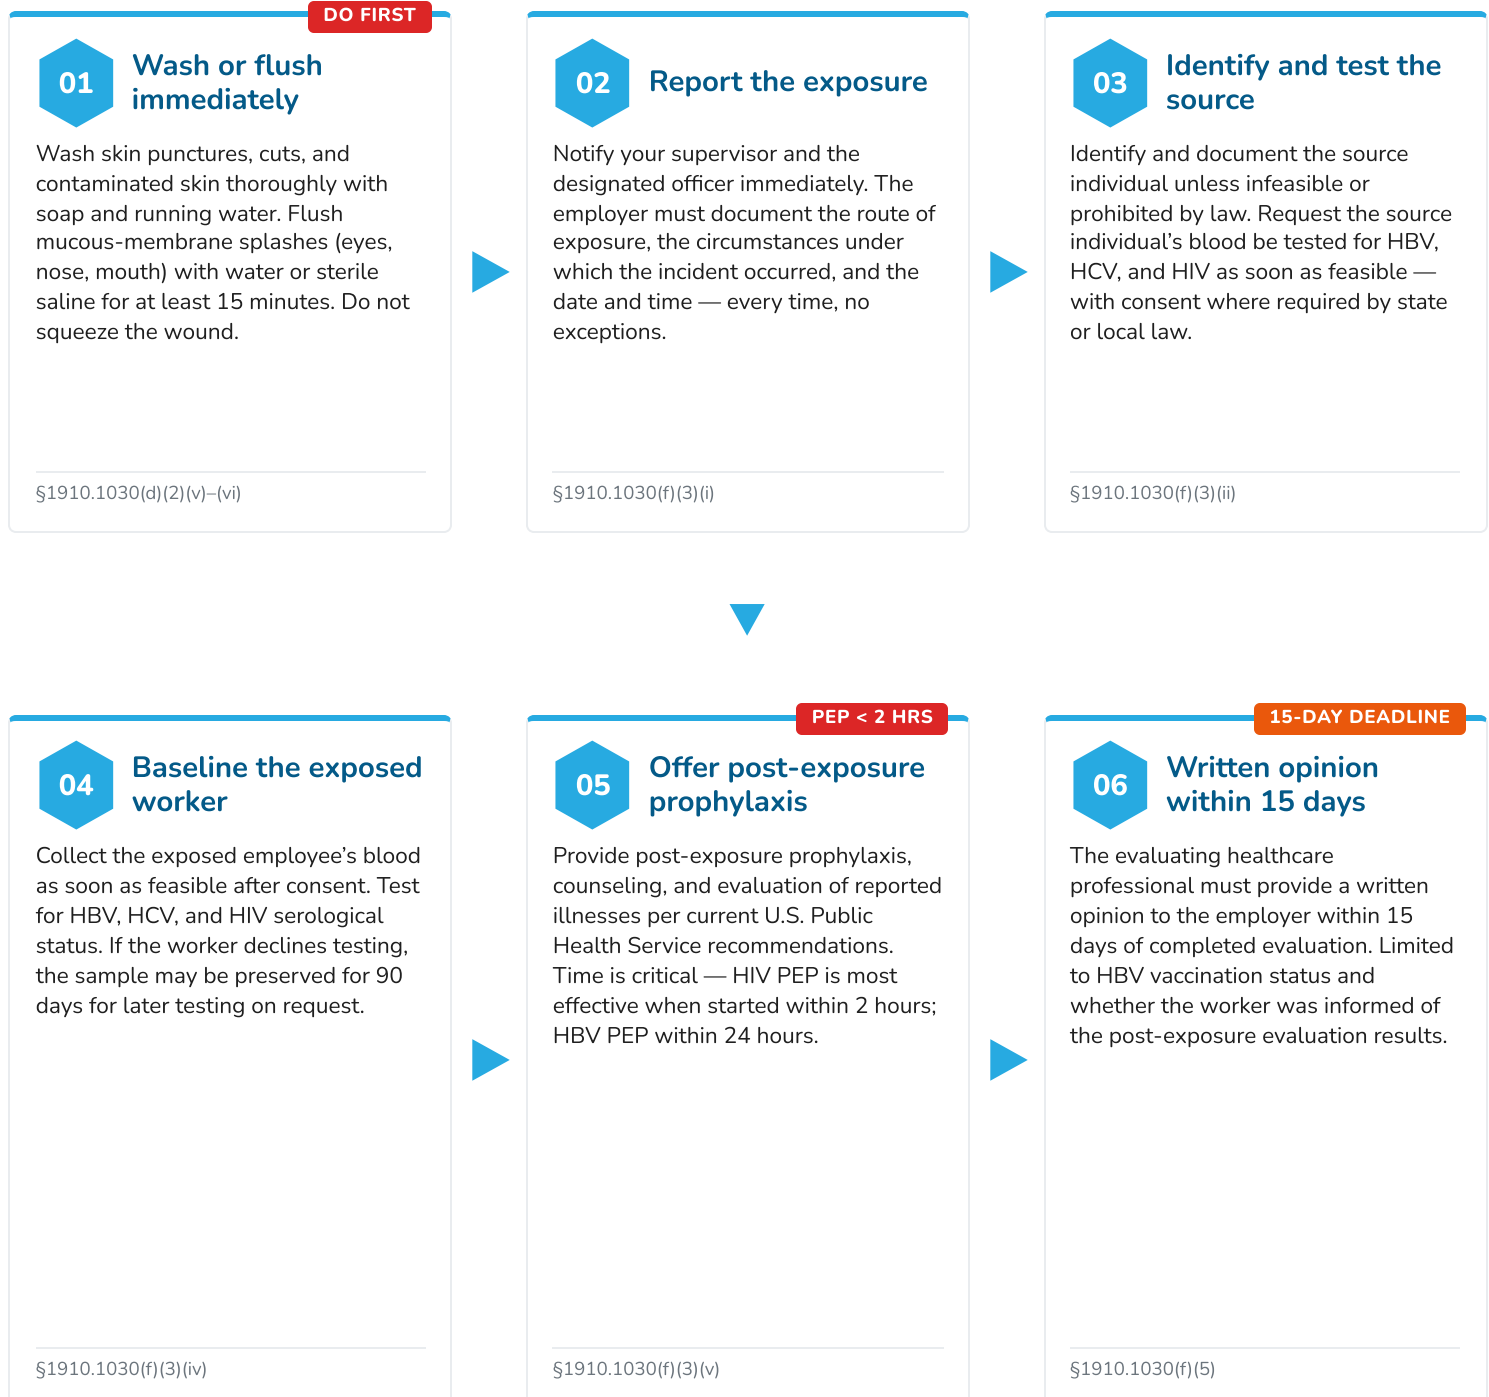 DO FIRST
01
Wash or flush
immediately
Wash skin punctures, cuts, and
contaminated skin thoroughly with
soap and running water. Flush
mucous-membrane splashes (eyes,
nose, mouth) with water or sterile
saline for at least 15 minutes. Do not
squeeze the wound.
§1910.1030(d)(2)(v)–(vi)
02
Report the exposure
Notify your supervisor and the
designated officer immediately. The
employer must document the route of
exposure, the circumstances under
which the incident occurred, and the
date and time — every time, no
exceptions.
§1910.1030(f)(3)(i)
03
Identify and test the
source
Identify and document the source
individual unless infeasible or
prohibited by law. Request the source
individual’s blood be tested for HBV,
HCV, and HIV as soon as feasible —
with consent where required by state
or local law.
§1910.1030(f)(3)(ii)
04
Baseline the exposed
worker
Collect the exposed employee’s blood
as soon as feasible after consent. Test
for HBV, HCV, and HIV serological
status. If the worker declines testing,
the sample may be preserved for 90
days for later testing on request.
§1910.1030(f)(3)(iv)
PEP < 2 HRS
05
Offer post-exposure
prophylaxis
Provide post-exposure prophylaxis,
counseling, and evaluation of reported
illnesses per current U.S. Public
Health Service recommendations.
Time is critical — HIV PEP is most
effective when started within 2 hours;
HBV PEP within 24 hours.
§1910.1030(f)(3)(v)
15-DAY DEADLINE
06
Written opinion
within 15 days
The evaluating healthcare
professional must provide a written
opinion to the employer within 15
days of completed evaluation. Limited
to HBV vaccination status and
whether the worker was informed of
the post-exposure evaluation results.
§1910.1030(f)(5)